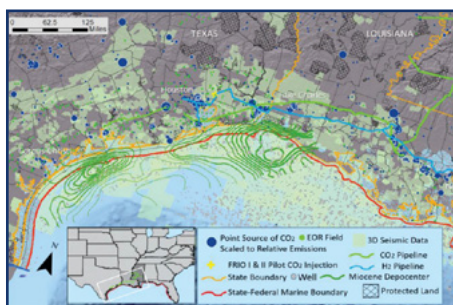 0 62.5 125
Miles
TEXAS
LOUISIANA
Houston
N
Point Source of CO₂ Scaled to Relative Emissions
EOR Field
3D Seismic Data
FRIO I & II Pilot CO₂ Injection
CO₂ Pipeline
State Boundary
Well
H₂ Pipeline
Miocene Depocenter
State-Federal Marine Boundary
Protected Land